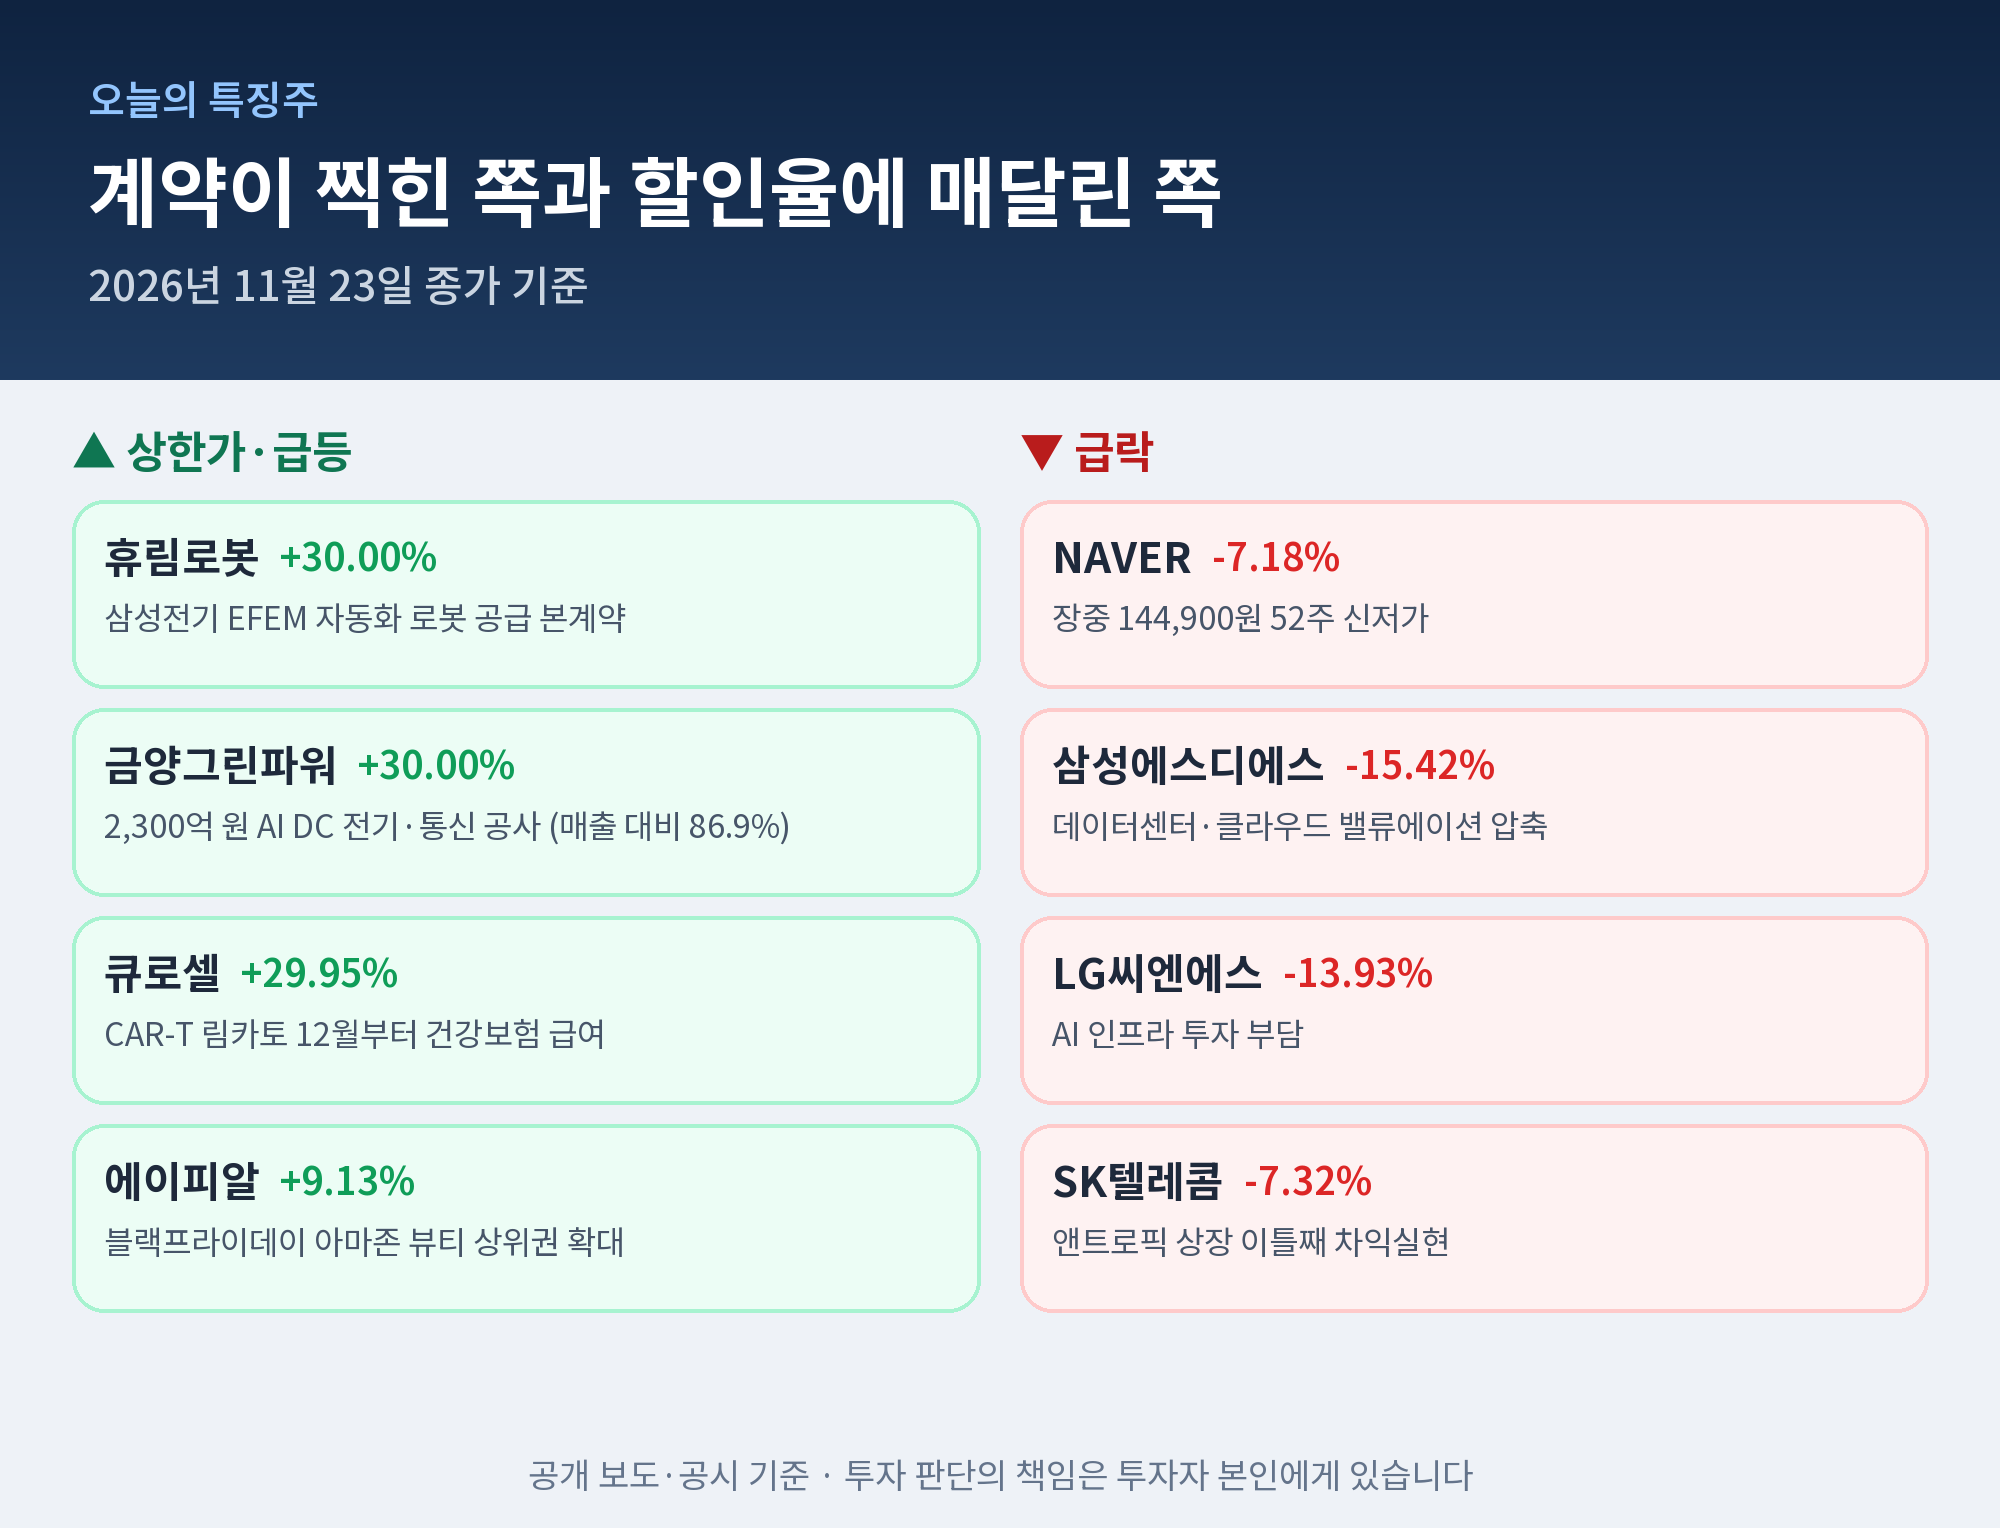 오늘의 특징주
계약이 찍힌 쪽과 할인율에 매달린 쪽
2026년 11월 23일 종가 기준
▲ 상한가·급등
휴림로봇 +30.00%
삼성전기 EFEM 자동화 로봇 공급 본계약
금양그린파워 +30.00%
2,300억 원 AI DC 전기·통신 공사 (매출 대비 86.9%)
큐로셀 +29.95%
CAR-T 림카토 12월부터 건강보험 급여
에이피알 +9.13%
블랙프라이데이 아마존 뷰티 상위권 확대
▼ 급락
NAVER -7.18%
장중 144,900원 52주 신저가
삼성에스디에스 -15.42%
데이터센터·클라우드 밸류에이션 압축
LG씨엔에스 -13.93%
AI 인프라 투자 부담
SK텔레콤 -7.32%
앤트로픽 상장 이틀째 차익실현
공개 보도·공시 기준 · 투자 판단의 책임은 투자자 본인에게 있습니다